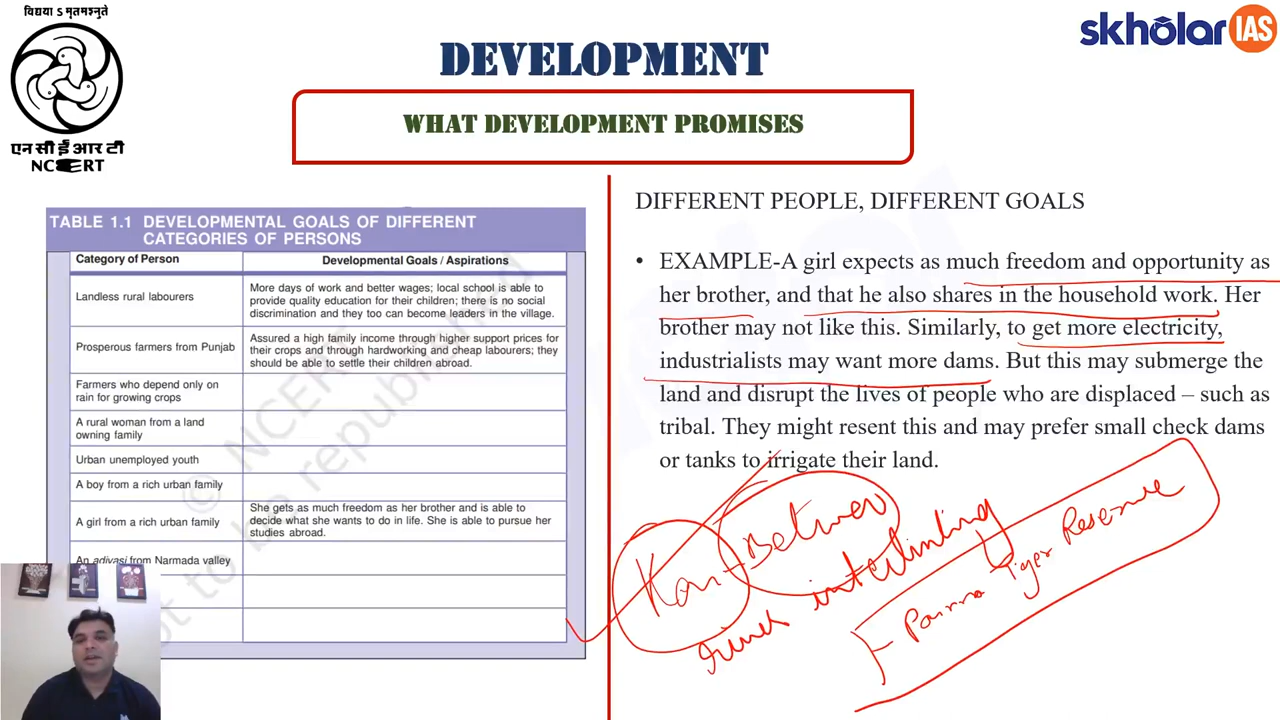 विद्यया ऽ मृतमश्नुते
एन सी ई आर टी
NCERT
skholar IAS
DEVELOPMENT
WHAT DEVELOPMENT PROMISES
TABLE 1.1 DEVELOPMENTAL GOALS OF DIFFERENT
CATEGORIES OF PERSONS
Category of Person Developmental Goals / Aspirations
Landless rural labourers
More days of work and better wages; local school is able to
provide quality education for their children; there is no social
discrimination and they too can become leaders in the village.
Prosperous farmers from Punjab
Assured a high family income through higher support prices for
their crops and through hardworking and cheap labourers; they
should be able to settle their children abroad.
Farmers who depend only on
rain for growing crops
A rural woman from a land
owning family
Urban unemployed youth
A boy from a rich urban family
A girl from a rich urban family
She gets as much freedom as her brother and is able to
decide what she wants to do in life. She is able to pursue her
studies abroad.
An adivasi from Narmada valley
© NCERT
not to be republished
DIFFERENT PEOPLE, DIFFERENT GOALS
• EXAMPLE-A girl expects as much freedom and opportunity as
her brother, and that he also shares in the household work. Her
brother may not like this. Similarly, to get more electricity,
industrialists may want more dams. But this may submerge the
land and disrupt the lives of people who are displaced – such as
tribal. They might resent this and may prefer small check dams
or tanks to irrigate their land.
Ken-Betwa
river interlinking
Panna Tiger Reserve